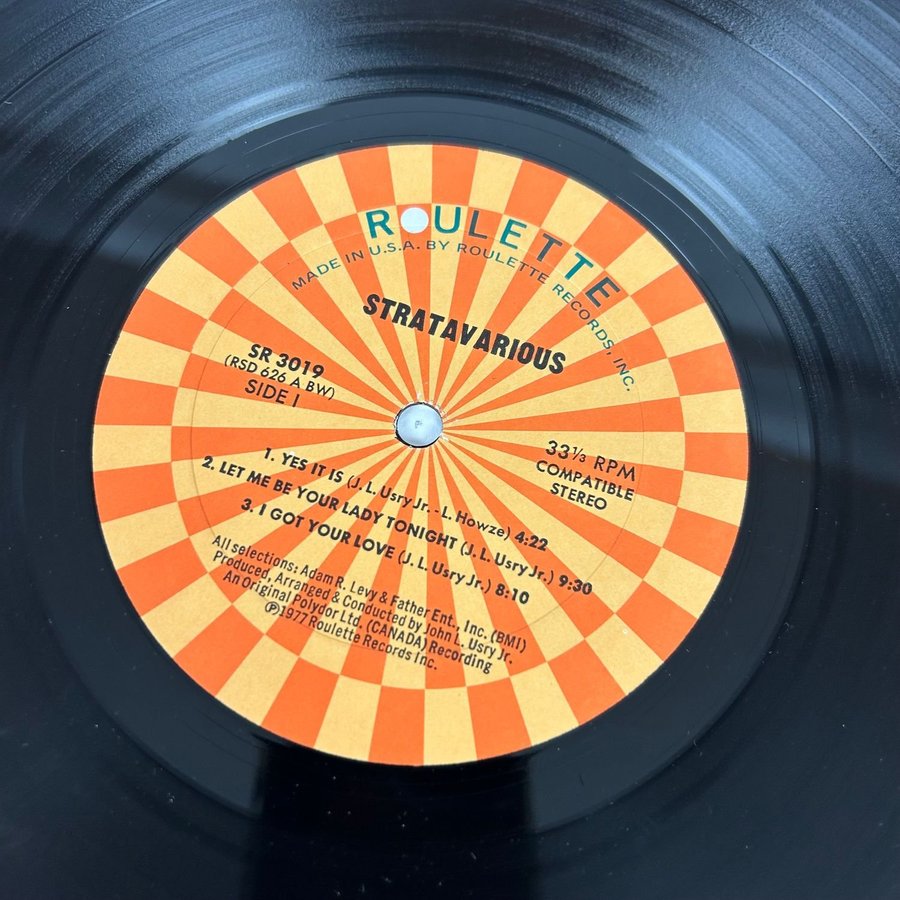 ROULETTE
MADE IN U.S.A. BY ROULETTE RECORDS, INC.
STRATAVARIOUS
SR 3019
(RSD 626 A BW)
SIDE I
33⅓ RPM
COMPATIBLE
STEREO
1. YES IT IS (J. L. Usry Jr. - L. Howze) 4:22
2. LET ME BE YOUR LADY TONIGHT (J. L. Usry Jr.) 9:30
3. I GOT YOUR LOVE (J. L. Usry Jr.) 8:10
All selections: Adam R. Levy & Father Ent., Inc. (BMI)
Produced, Arranged & Conducted by John L. Usry Jr.
An Original Polydor Ltd. (CANADA) Recording
℗1977 Roulette Records Inc.